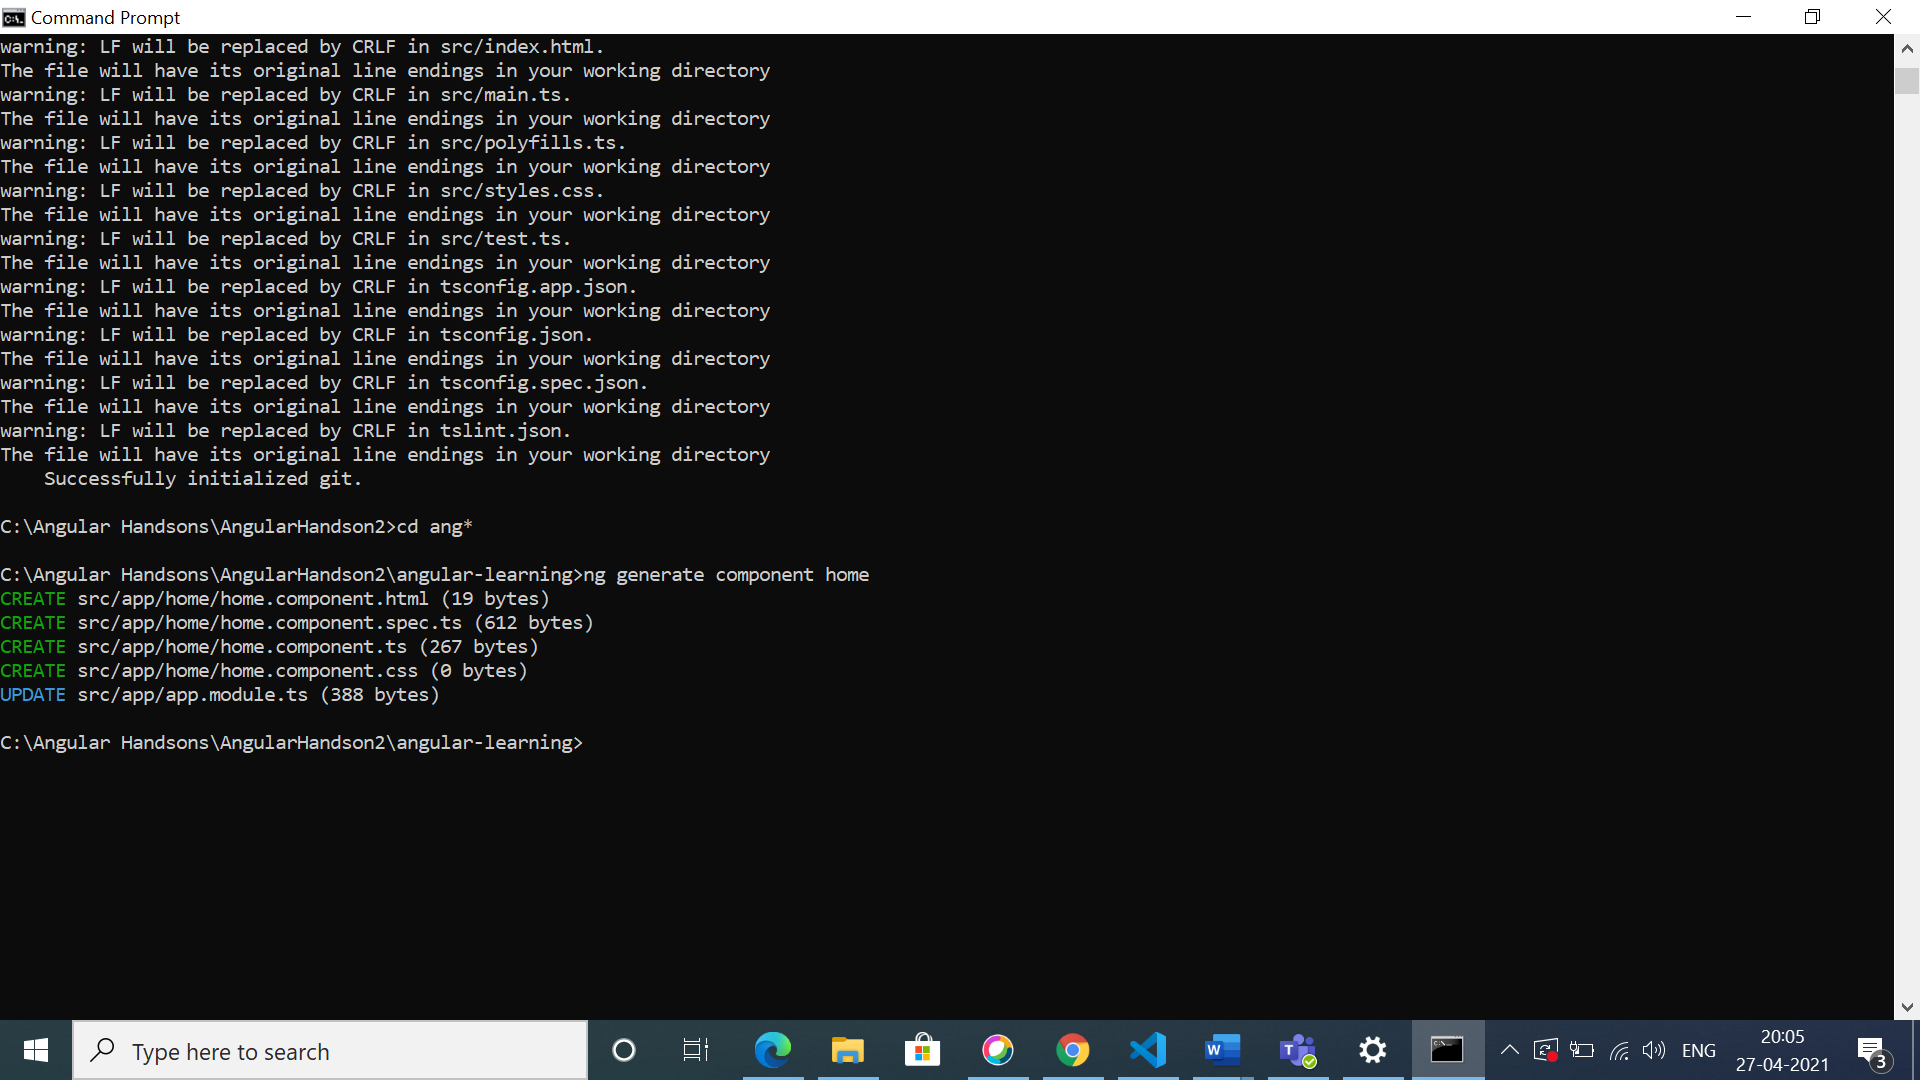 Command Prompt
warning: LF will be replaced by CRLF in src/index.html.
The file will have its original line endings in your working directory
warning: LF will be replaced by CRLF in src/main.ts.
The file will have its original line endings in your working directory
warning: LF will be replaced by CRLF in src/polyfills.ts.
The file will have its original line endings in your working directory
warning: LF will be replaced by CRLF in src/styles.css.
The file will have its original line endings in your working directory
warning: LF will be replaced by CRLF in src/test.ts.
The file will have its original line endings in your working directory
warning: LF will be replaced by CRLF in tsconfig.app.json.
The file will have its original line endings in your working directory
warning: LF will be replaced by CRLF in tsconfig.json.
The file will have its original line endings in your working directory
warning: LF will be replaced by CRLF in tsconfig.spec.json.
The file will have its original line endings in your working directory
warning: LF will be replaced by CRLF in tslint.json.
The file will have its original line endings in your working directory
    Successfully initialized git.
C:\Angular Handsons\AngularHandson2>cd ang*
C:\Angular Handsons\AngularHandson2\angular-learning>ng generate component home
CREATE src/app/home/home.component.html (19 bytes)
CREATE src/app/home/home.component.spec.ts (612 bytes)
CREATE src/app/home/home.component.ts (267 bytes)
CREATE src/app/home/home.component.css (0 bytes)
UPDATE src/app/app.module.ts (388 bytes)
C:\Angular Handsons\AngularHandson2\angular-learning>
Type here to search
ENG
20:05
27-04-2021
3